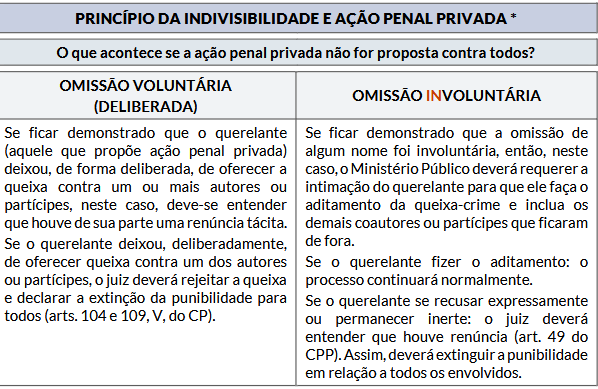 PRINCÍPIO DA INDIVISIBILIDADE E AÇÃO PENAL PRIVADA *
O que acontece se a ação penal privada não for proposta contra todos?
OMISSÃO VOLUNTÁRIA
(DELIBERADA)
Se ficar demonstrado que o querelante
(aquele que propõe ação penal privada)
deixou, de forma deliberada, de oferecer a
queixa contra um ou mais autores ou
partícipes, neste caso, deve-se entender
que houve de sua parte uma renúncia tácita.
Se o querelante deixou, deliberadamente,
de oferecer queixa contra um dos autores
ou partícipes, o juiz deverá rejeitar a queixa
e declarar a extinção da punibilidade para
todos (arts. 104 e 109, V, do CP).
OMISSÃO INVOLUNTÁRIA
Se ficar demonstrado que a omissão de
algum nome foi involuntária, então, neste
caso, o Ministério Público deverá requerer a
intimação do querelante para que ele faça o
aditamento da queixa-crime e inclua os
demais coautores ou partícipes que ficaram
de fora.
Se o querelante fizer o aditamento: o
processo continuará normalmente.
Se o querelante se recusar expressamente
ou permanecer inerte: o juiz deverá
entender que houve renúncia (art. 49 do
CPP). Assim, deverá extinguir a punibilidade
em relação a todos os envolvidos.